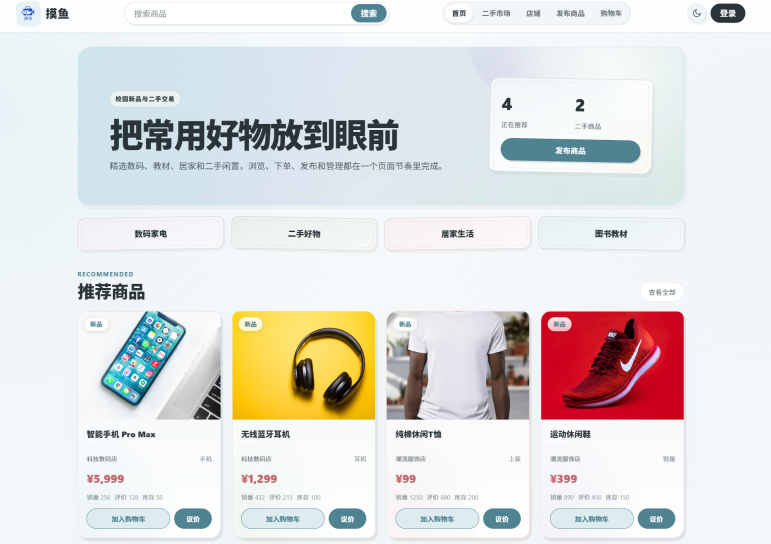 摸鱼
搜索商品
搜索
首页
二手市场
店铺
发布商品
购物车
登录
校园新品与二手交易
把常用好物放到眼前
精选数码、教材、居家和二手闲置，浏览、下单、发布和管理都在一个页面节奏里完成。
4
正在推荐
2
二手商品
发布商品
数码家电
二手好物
居家生活
图书教材
RECOMMENDED
推荐商品
查看全部
新品
智能手机 Pro Max
科技数码店 手机
¥5,999
销量 256 评价 128 库存 50
加入购物车 议价
新品
无线蓝牙耳机
科技数码店 耳机
¥1,299
销量 432 评价 215 库存 100
加入购物车 议价
新品
纯棉休闲T恤
潮流服饰店 上装
¥99
销量 1250 评价 680 库存 200
加入购物车 议价
新品
运动休闲鞋
潮流服饰店 鞋服
¥399
销量 890 评价 450 库存 150
加入购物车 议价